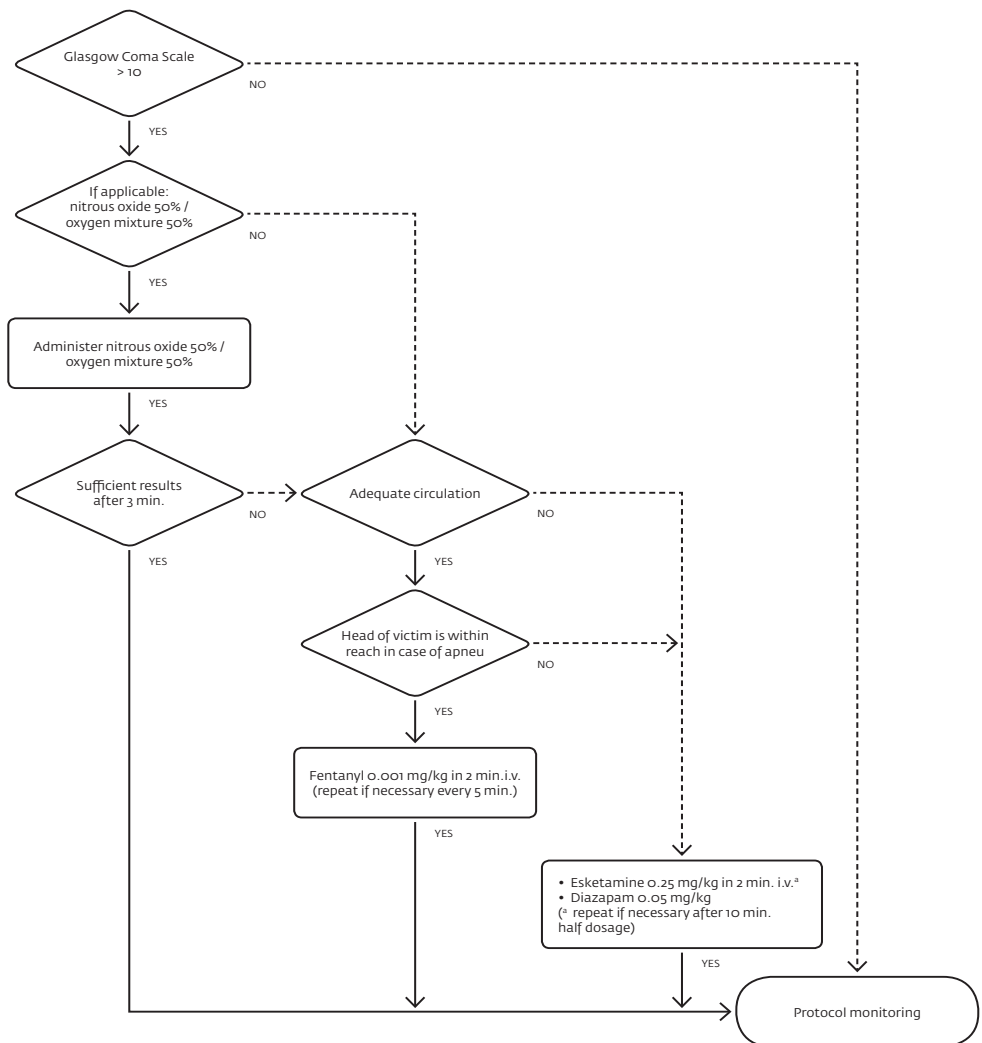 Glasgow Coma Scale
> 10
NO
YES
If applicable:
nitrous oxide 50% /
oxygen mixture 50%
NO
YES
Administer nitrous oxide 50% /
oxygen mixture 50%
YES
Sufficient results
after 3 min.
NO
YES
Adequate circulation
NO
YES
Head of victim is within
reach in case of apneu
NO
YES
Fentanyl 0.001 mg/kg in 2 min.i.v.
(repeat if necessary every 5 min.)
YES
• Esketamine 0.25 mg/kg in 2 min. i.v.ᵃ
• Diazapam 0.05 mg/kg
(ᵃ repeat if necessary after 10 min.
half dosage)
YES
Protocol monitoring